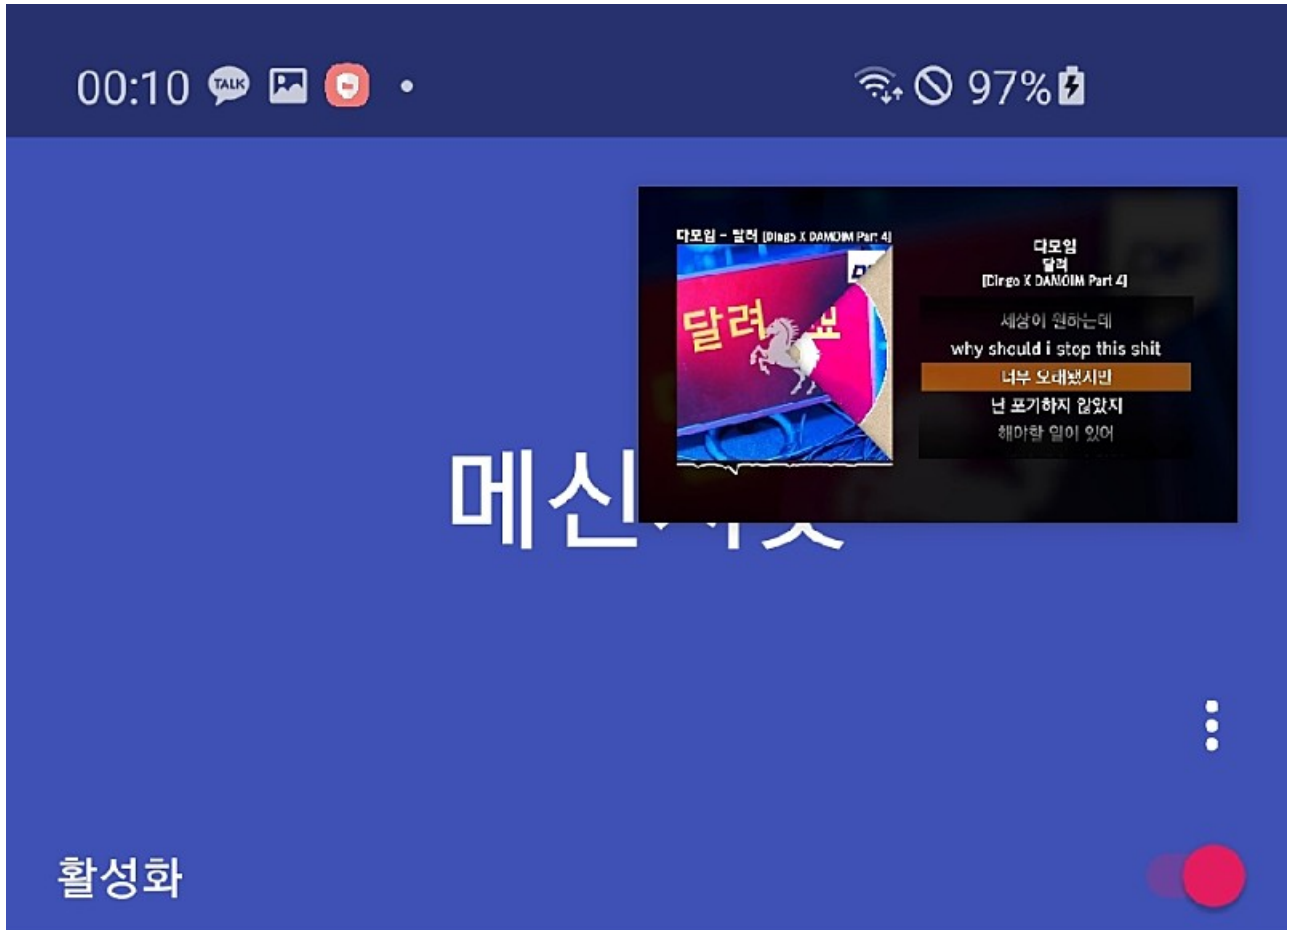 00:10 TALK 97%
다모임 - 달려 [Dingo X DAMOIM Part 4]
달려
다모임
달려
[Dingo X DAMOIM Part 4]
세상이 원하는데
why should i stop this shit
너무 오래됐지만
난 포기하지 않았지
해야할 일이 있어
메신
활성화